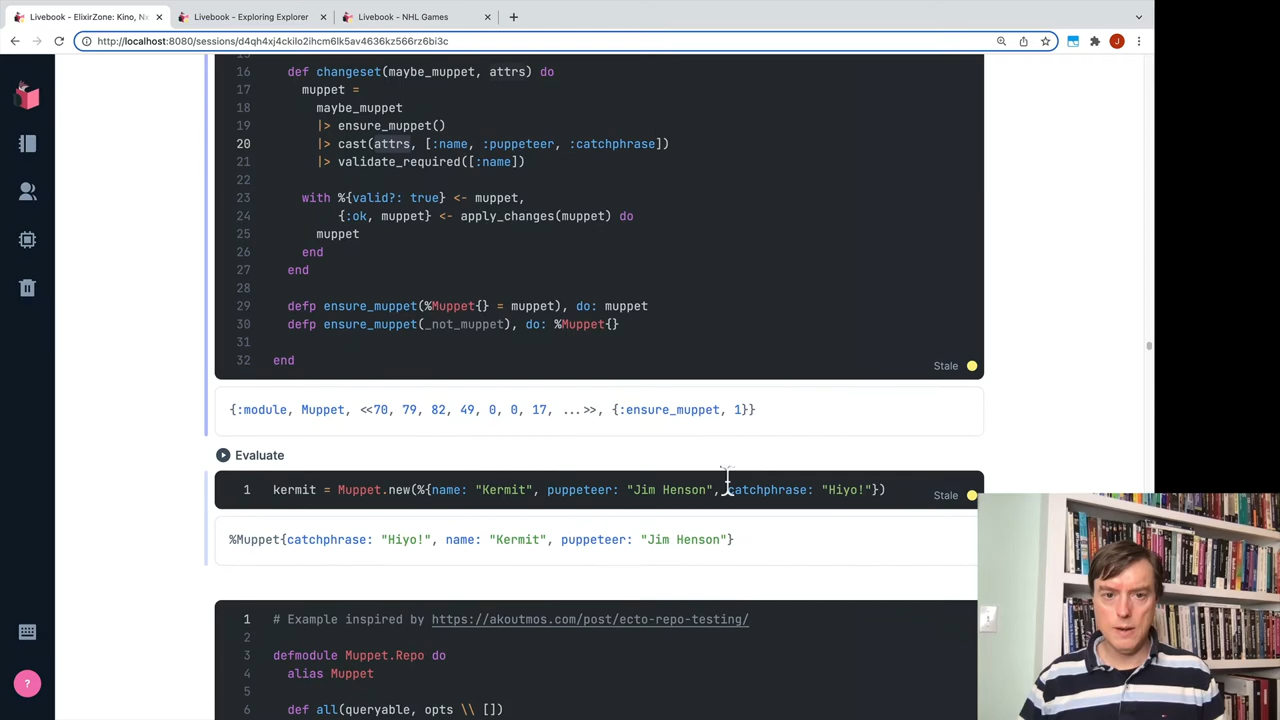 Livebook - ElixirZone: Kino, Nx
Livebook - Exploring Explorer
Livebook - NHL Games
http://localhost:8080/sessions/d4qh4xj4ckilo2ihcm6lk5av4636kz566rz6bi3c
J
16 def changeset(maybe_muppet, attrs) do
17 muppet =
18 maybe_muppet
19 |> ensure_muppet()
20 |> cast(attrs, [:name, :puppeteer, :catchphrase])
21 |> validate_required([:name])
22
23 with %{valid?: true} <- muppet,
24 {:ok, muppet} <- apply_changes(muppet) do
25 muppet
26 end
27 end
28
29 defp ensure_muppet(%Muppet{} = muppet), do: muppet
30 defp ensure_muppet(_not_muppet), do: %Muppet{}
31
32 end
Stale
{:module, Muppet, <<70, 79, 82, 49, 0, 0, 17, ...>>, {:ensure_muppet, 1}}
Evaluate
1 kermit = Muppet.new(%{name: "Kermit", puppeteer: "Jim Henson", catchphrase: "Hiyo!"})
Stale
%Muppet{catchphrase: "Hiyo!", name: "Kermit", puppeteer: "Jim Henson"}
1 # Example inspired by https://akoutmos.com/post/ecto-repo-testing/
2
3 defmodule Muppet.Repo do
4 alias Muppet
5
6 def all(queryable, opts \\ [])
?